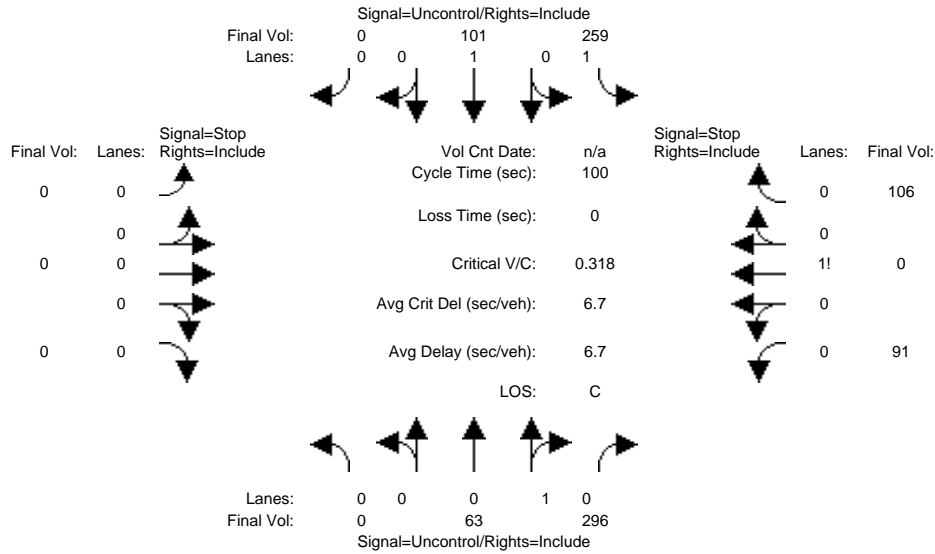 Signal=Uncontrol/Rights=Include
Final Vol: 0 101 259
Lanes: 0 0 1 0 1
Signal=Stop
Final Vol: Lanes: Rights=Include
Vol Cnt Date: n/a
Signal=Stop
Rights=Include Lanes: Final Vol:
Cycle Time (sec): 100
0 0
0 106
Loss Time (sec): 0
0
0
0 0
Critical V/C: 0.318
1! 0
0
Avg Crit Del (sec/veh): 6.7
0
0 0
Avg Delay (sec/veh): 6.7
0 91
LOS: C
Lanes: 0 0 0 1 0
Final Vol: 0 63 296
Signal=Uncontrol/Rights=Include